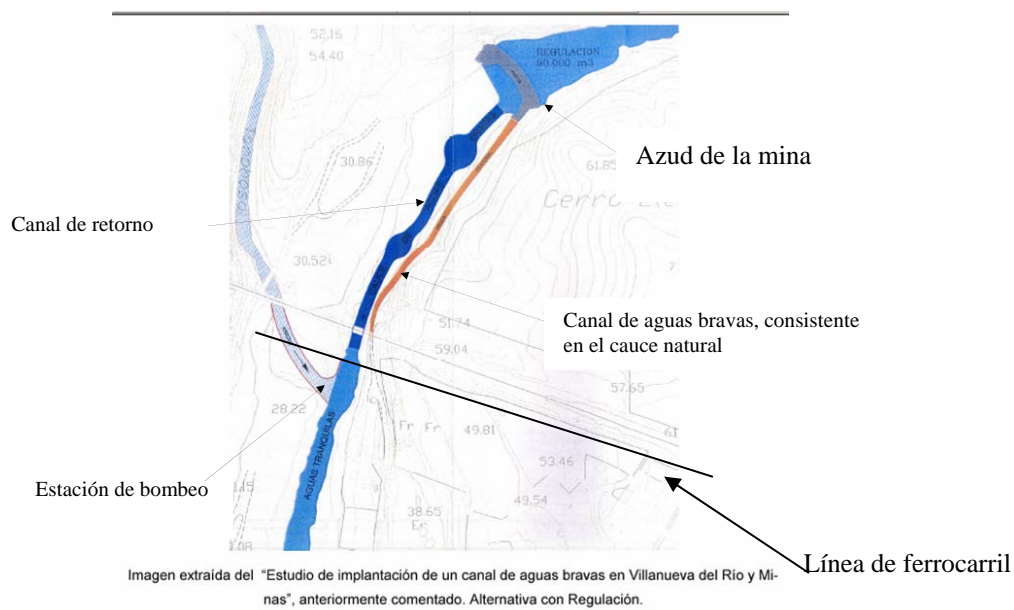 52.16
54.40
REGULACION
90.000 m3
Azud de la mina
30.86
61.85
Cerro
Canal de retorno
30.52
Canal de aguas bravas, consistente
en el cauce natural
51.74
59.04
57.65
28.22
Fr Fr
49.81
61
53.46
Estación de bombeo
AGUAS TRANQUILAS
49.54
38.65
Er
Línea de ferrocarril
Imagen extraída del "Estudio de implantación de un canal de aguas bravas en Villanueva del Río y Mi-
nas", anteriormente comentado. Alternativa con Regulación.